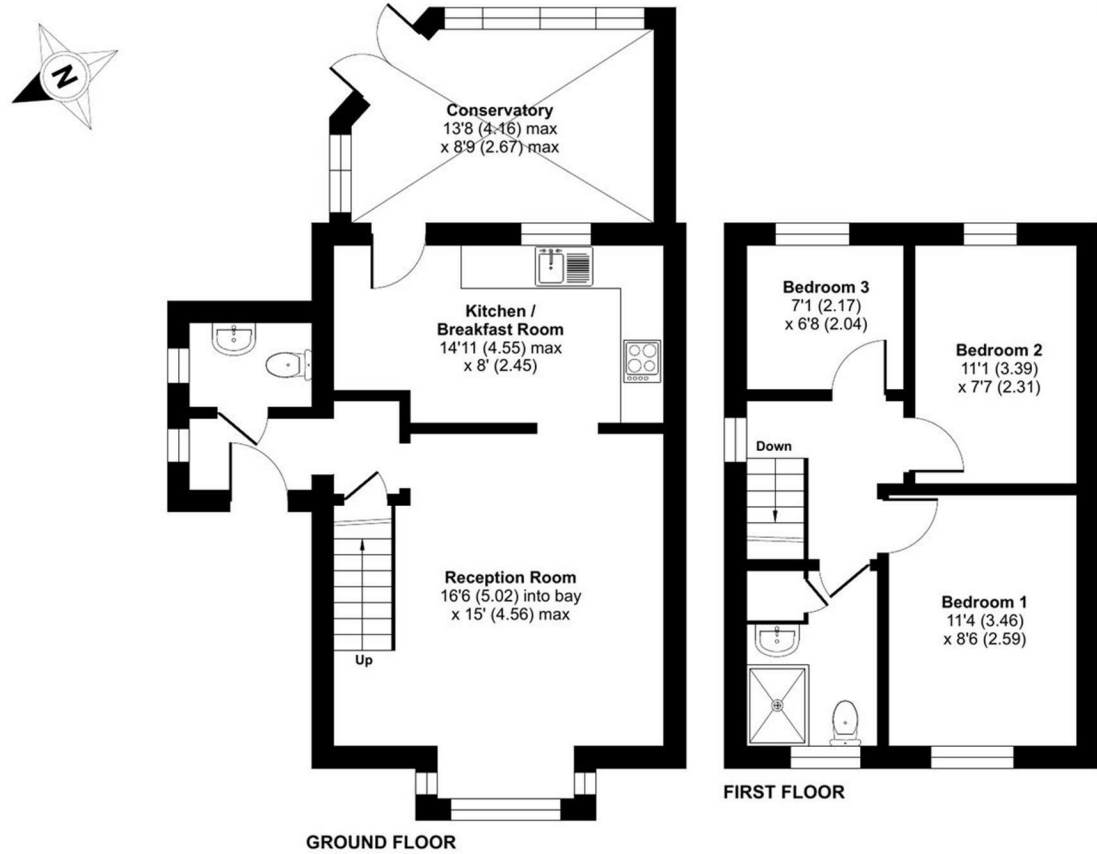 N
Conservatory
13'8 (4.16) max
x 8'9 (2.67) max
Kitchen /
Breakfast Room
14'11 (4.55) max
x 8' (2.45)
Reception Room
16'6 (5.02) into bay
x 15' (4.56) max
Up
GROUND FLOOR
Bedroom 3
7'1 (2.17)
x 6'8 (2.04)
Bedroom 2
11'1 (3.39)
x 7'7 (2.31)
Down
Bedroom 1
11'4 (3.46)
x 8'6 (2.59)
FIRST FLOOR